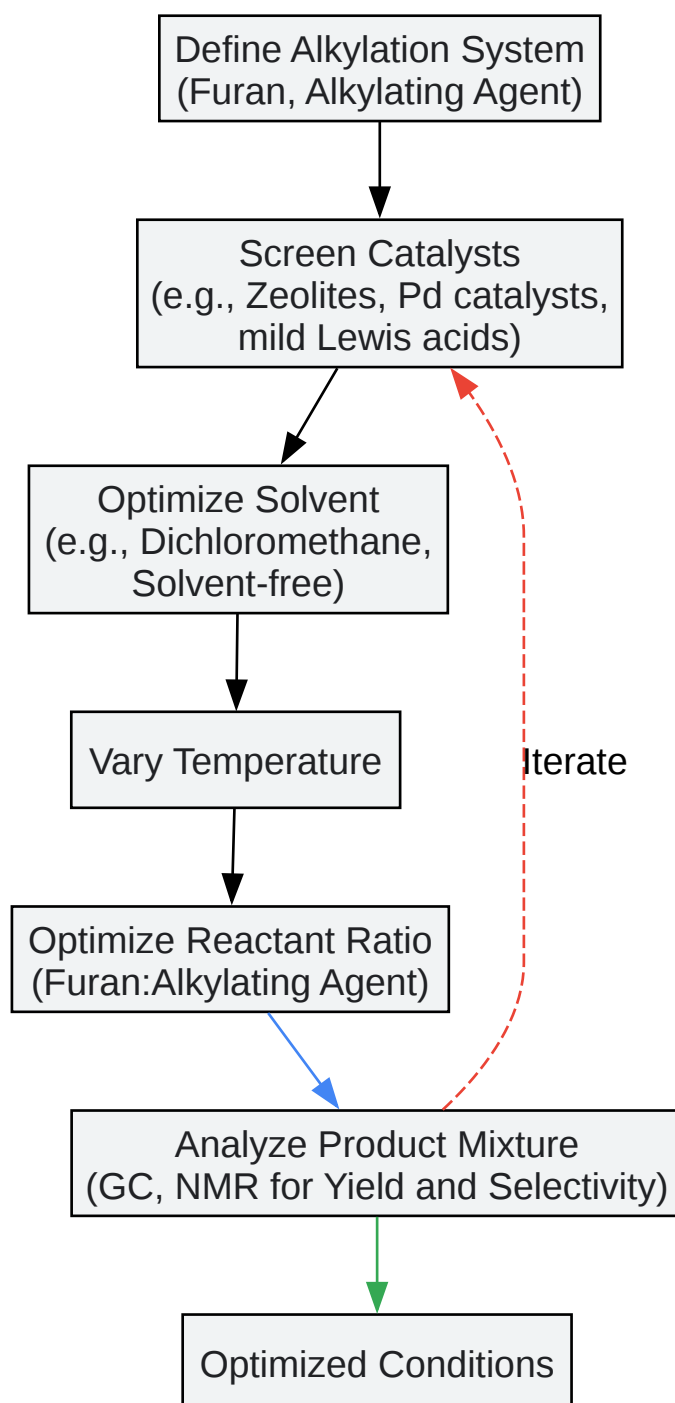 Define Alkylation System
(Furan, Alkylating Agent)
Screen Catalysts
(e.g., Zeolites, Pd catalysts,
mild Lewis acids)
Optimize Solvent
(e.g., Dichloromethane,
Solvent-free)
Vary Temperature
Iterate
Optimize Reactant Ratio
(Furan:Alkylating Agent)
Analyze Product Mixture
(GC, NMR for Yield and Selectivity)
Optimized Conditions